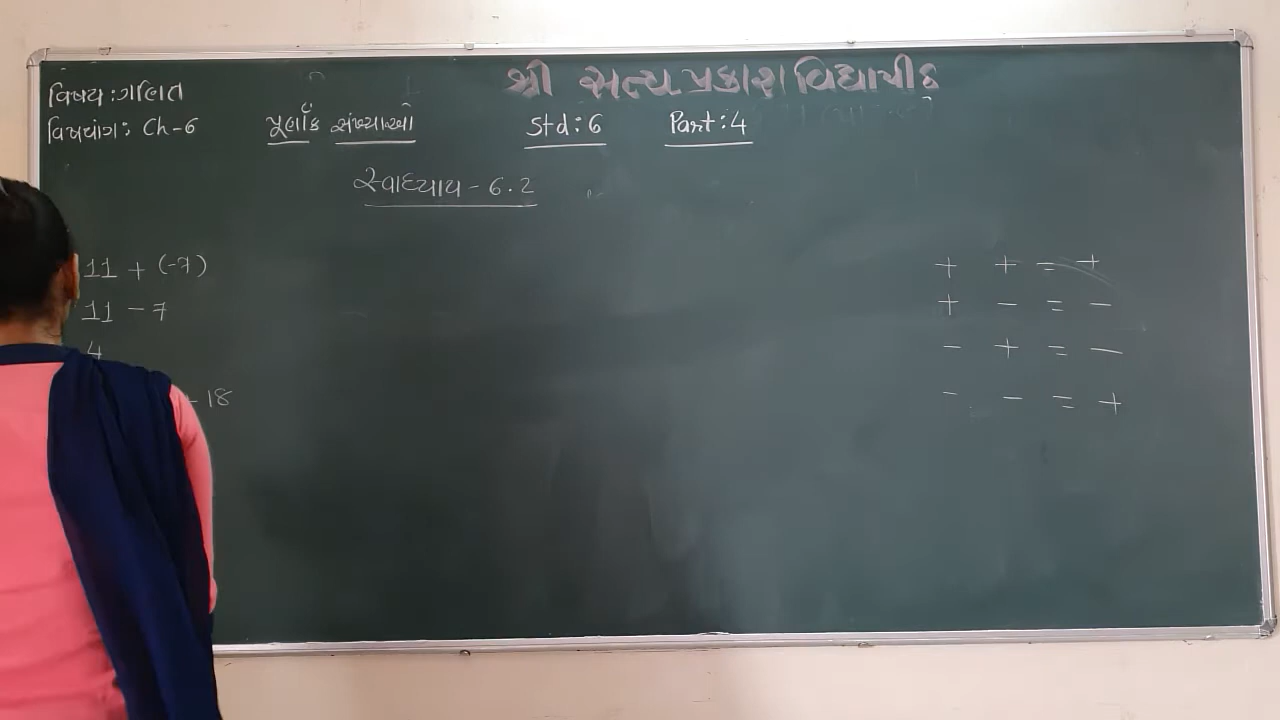 શ્રી સત્ય પ્રકાશ વિદ્યાપીઠ
વિષય : ગણિત
વિષયાંગ : Ch-6 પૂર્ણાંક સંખ્યાઓ Std : 6 Part : 4
સ્વાધ્યાય - 6.2
11 + (-7)
11 - 7
4
- 18
+ + = +
+ - = -
- + = -
- - = +